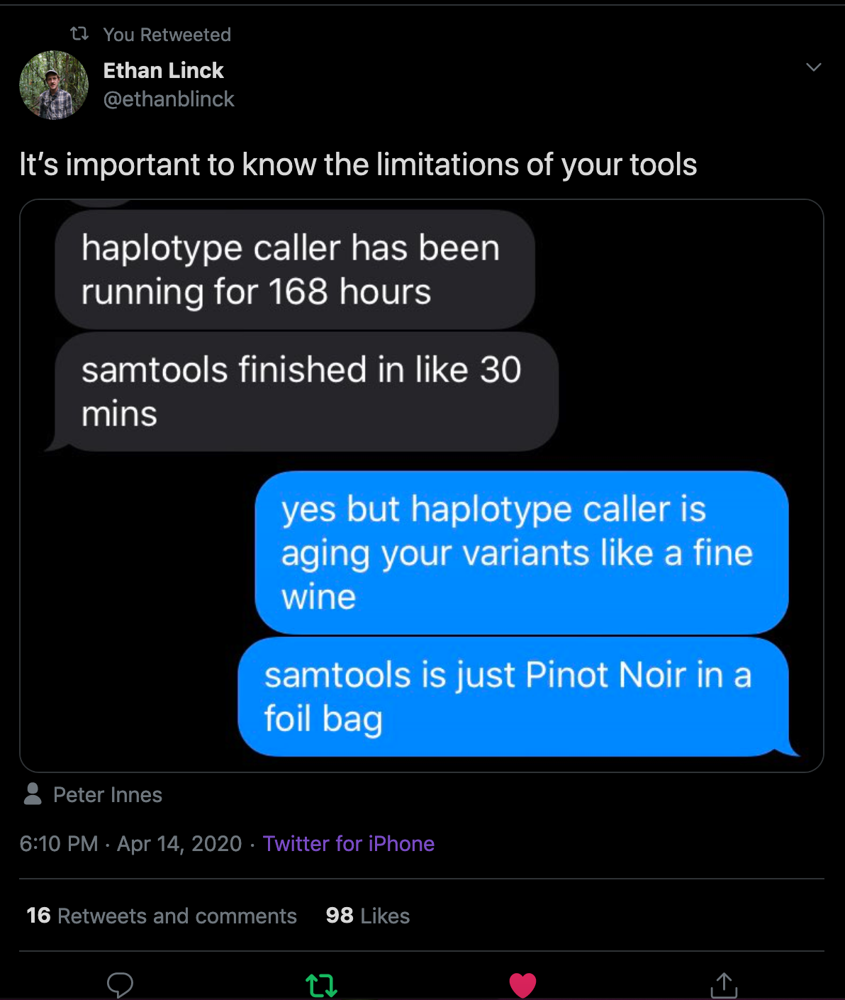 You Retweeted
Ethan Linck
@ethanblinck
It's important to know the limitations of your tools
haplotype caller has been
running for 168 hours
samtools finished in like 30
mins
yes but haplotype caller is
aging your variants like a fine
wine
samtools is just Pinot Noir in a
foil bag
Peter Innes
6:10 PM · Apr 14, 2020 · Twitter for iPhone
16 Retweets and comments 98 Likes